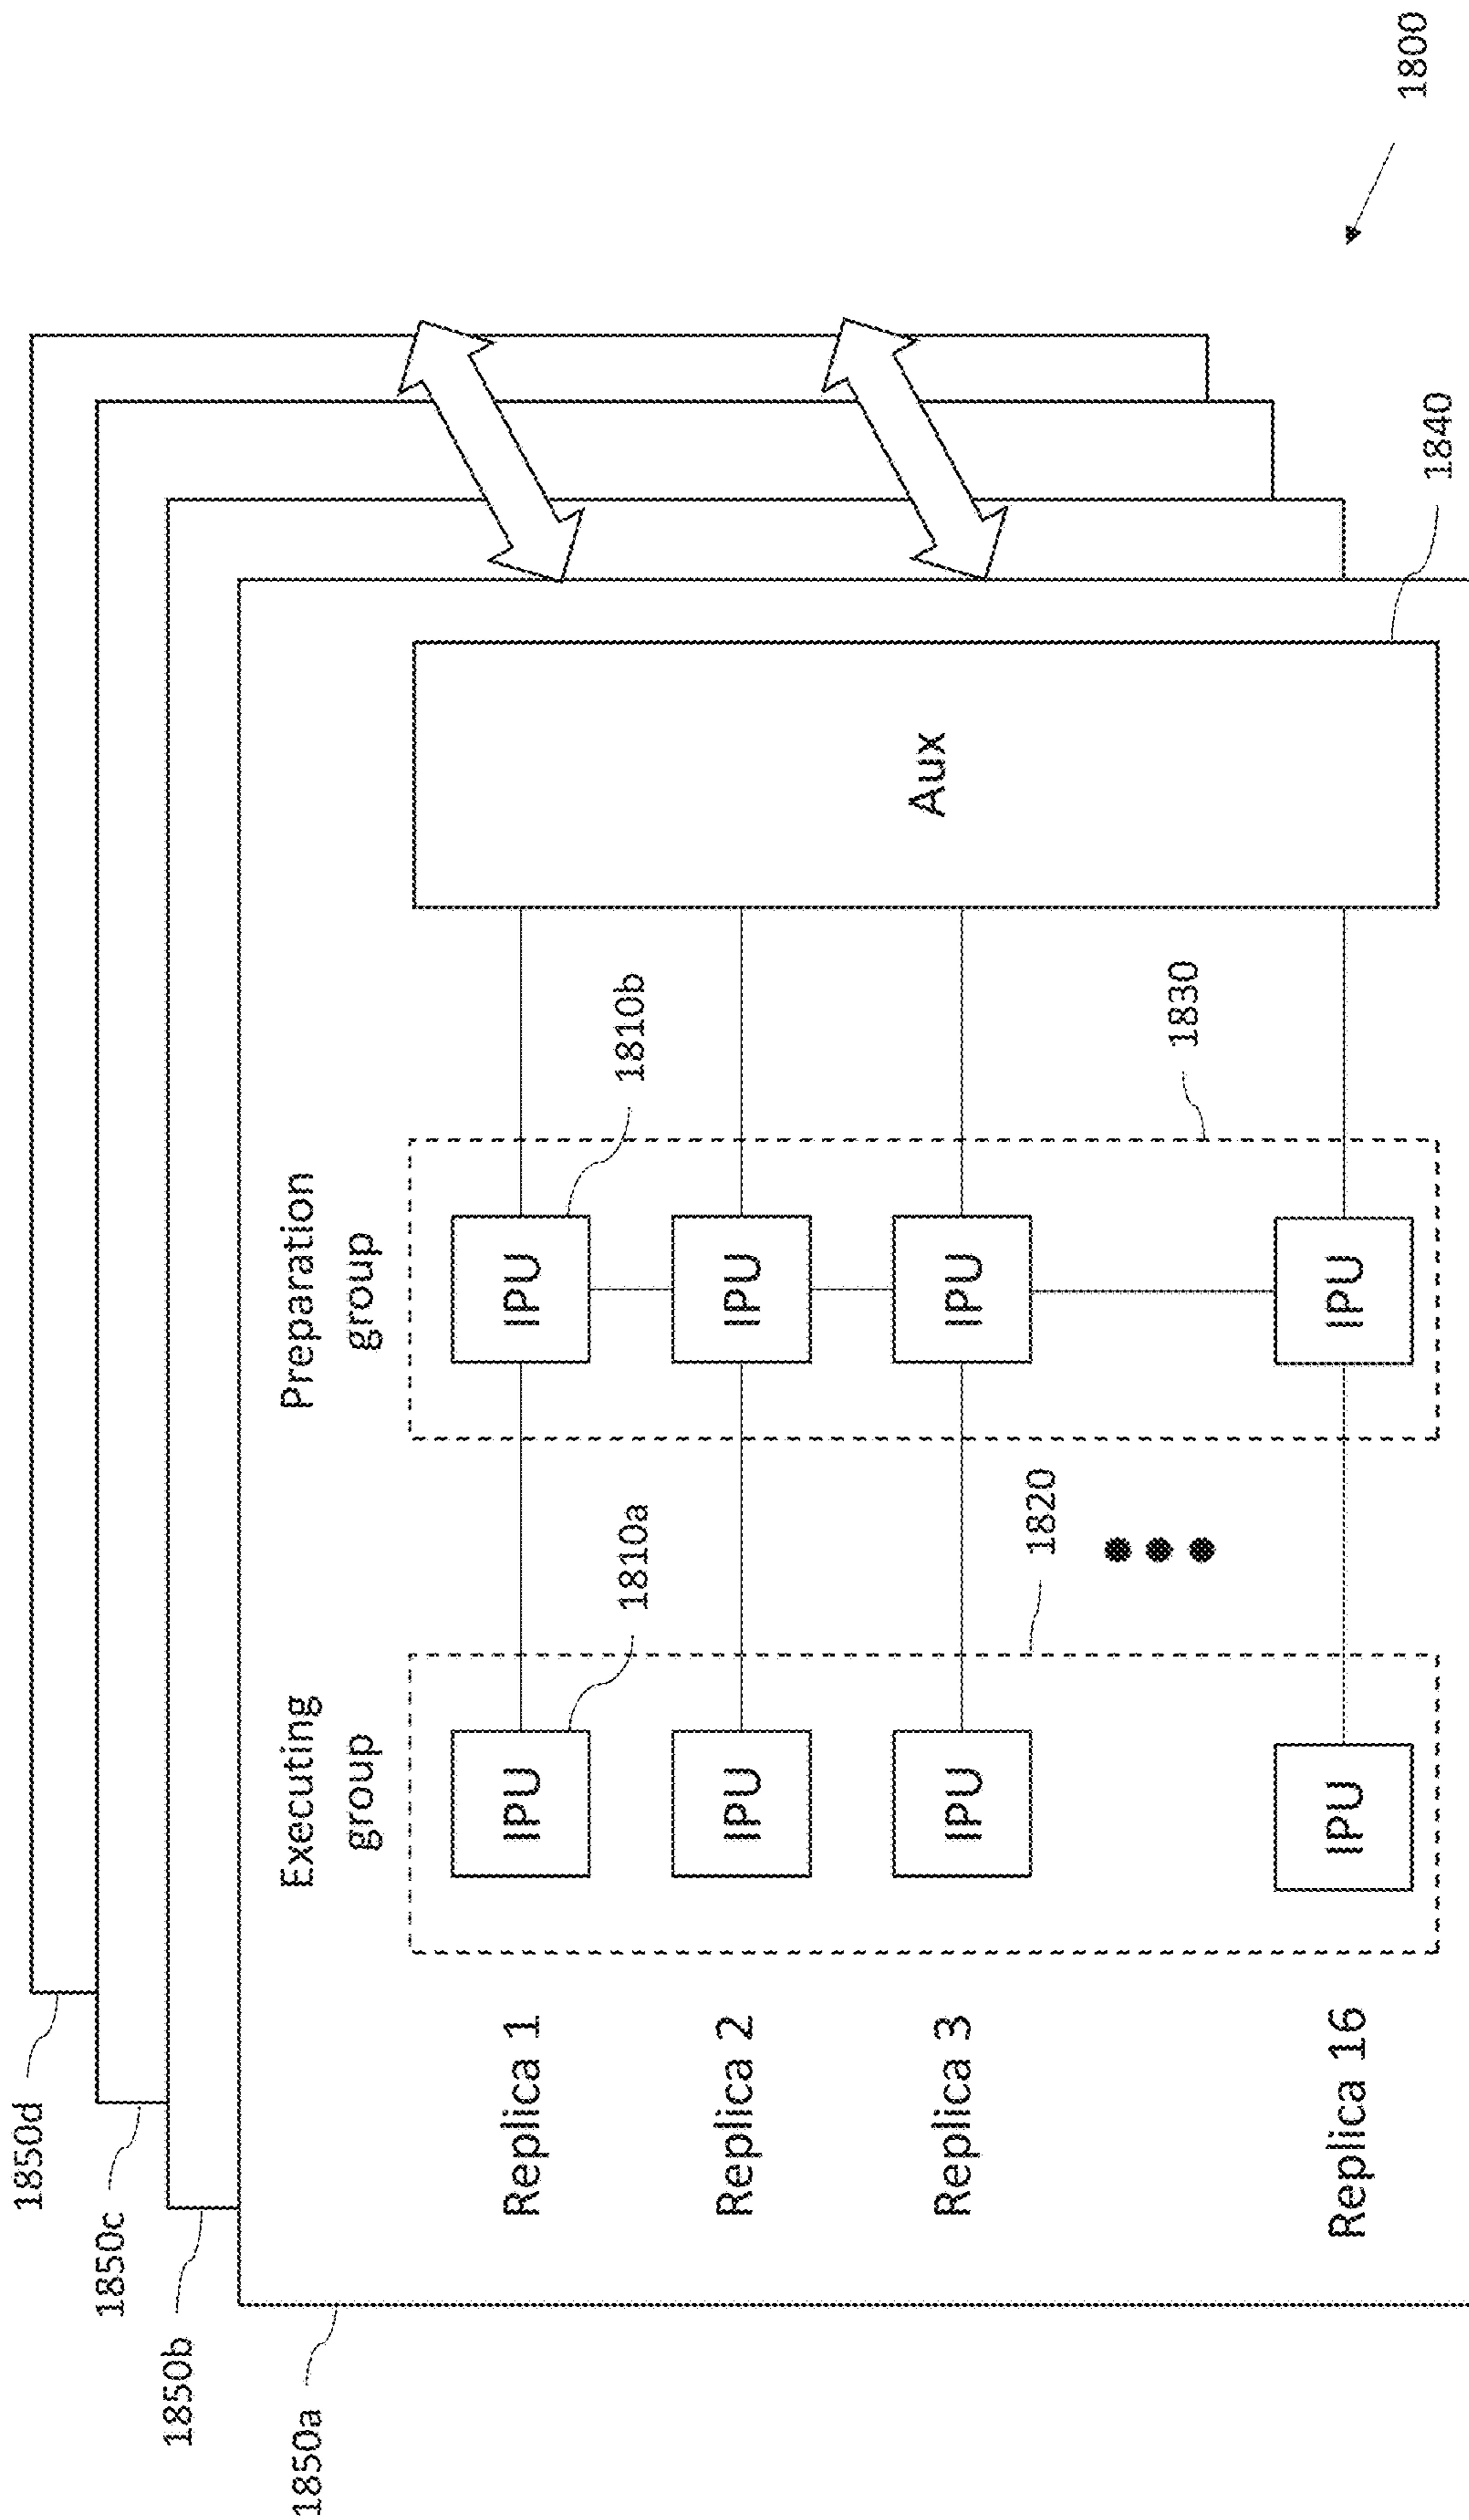 1850d
1850c
1850b
1850a
Executing
group
Preparation
group
Replica 1
IPU
IPU
1810a
1810b
Replica 2
IPU
IPU
Aux
Replica 3
IPU
IPU
1820
1830
Replica 16
IPU
IPU
1840
1800